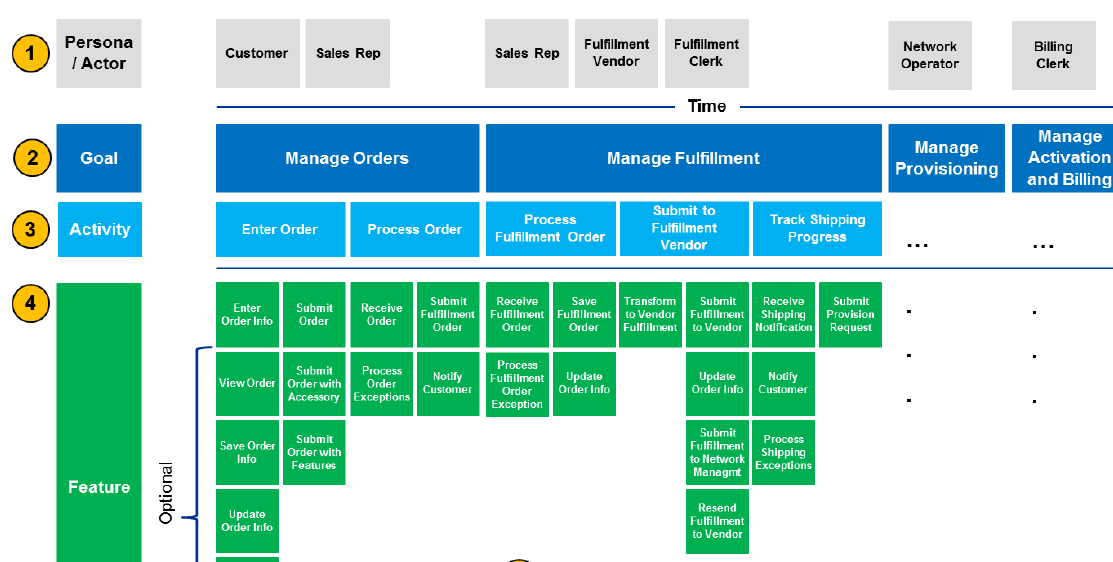 1
Persona
/ Actor
Customer
Sales Rep
Sales Rep
Fulfillment
Vendor
Fulfillment
Clerk
Network
Operator
Billing
Clerk
Time
2
Goal
Manage Orders
Manage Fulfillment
Manage
Provisioning
Manage
Activation
and Billing
3
Activity
Enter Order
Process Order
Process
Fulfillment Order
Submit to
Fulfillment
Vendor
Track Shipping
Progress
...
...
4
Feature
Optional
Enter
Order Info
Submit
Order
Receive
Order
Submit
Fulfillment
Order
Receive
Fulfillment
Order
Save
Fulfillment
Order
Transform
to Vendor
Fulfillment
Submit
Fulfillment
to Vendor
Receive
Shipping
Notification
Submit
Provision
Request
View Order
Submit
Order with
Accessory
Process
Order
Exceptions
Notify
Customer
Process
Fulfillment
Order
Exception
Update
Order Info
Update
Order Info
Notify
Customer
Save Order
Info
Submit
Order with
Features
Submit
Fulfillment
to Network
Managmt
Process
Shipping
Exceptions
Update
Order Info
Resend
Fulfillment
to Vendor